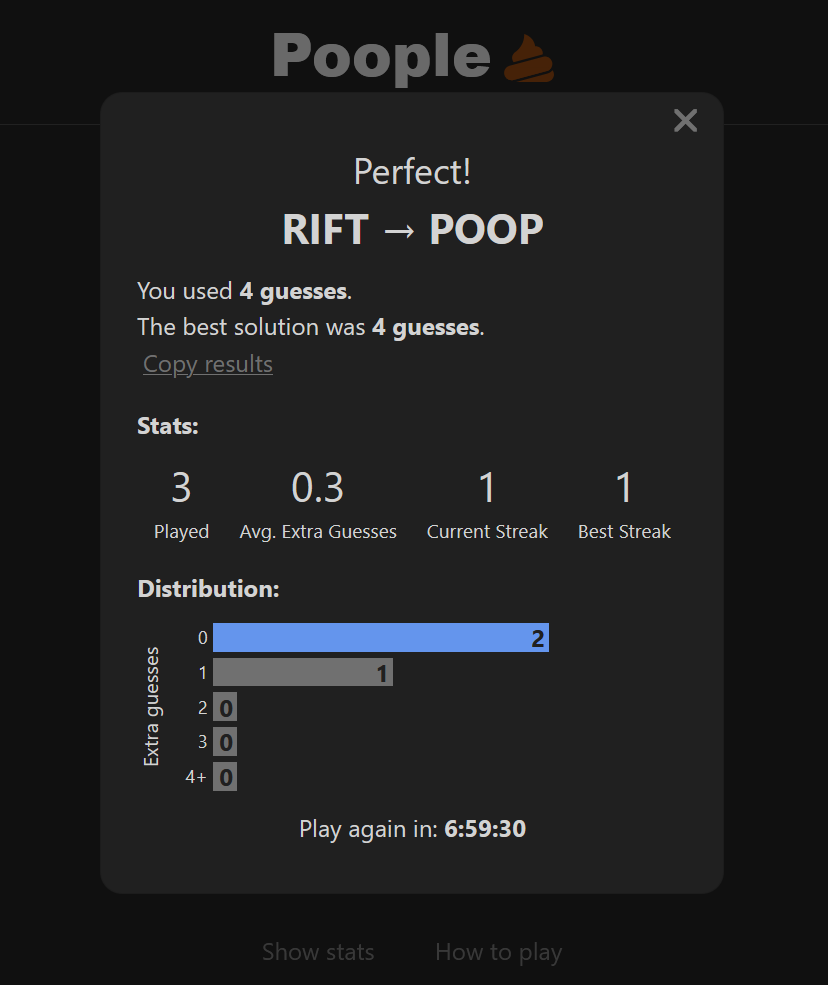 Poople
Perfect!
RIFT → POOP
You used 4 guesses.
The best solution was 4 guesses.
Copy results
Stats:
3 0.3 1 1
Played Avg. Extra Guesses Current Streak Best Streak
Distribution:
Extra guesses
0 2
1 1
2 0
3 0
4+ 0
Play again in: 6:59:30
Show stats How to play